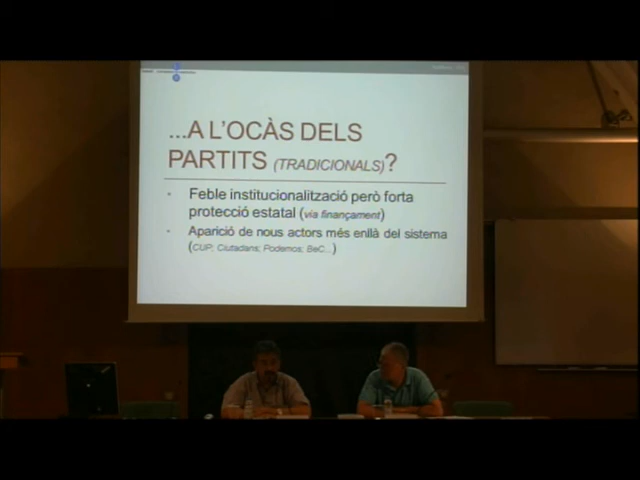 ...A L'OCÀS DELS
PARTITS (TRADICIONALS)?
• Feble institucionalització però forta
protecció estatal (via finançament)
• Aparició de nous actors més enllà del sistema
(CUP; Ciutadans; Podemos; BeC...)